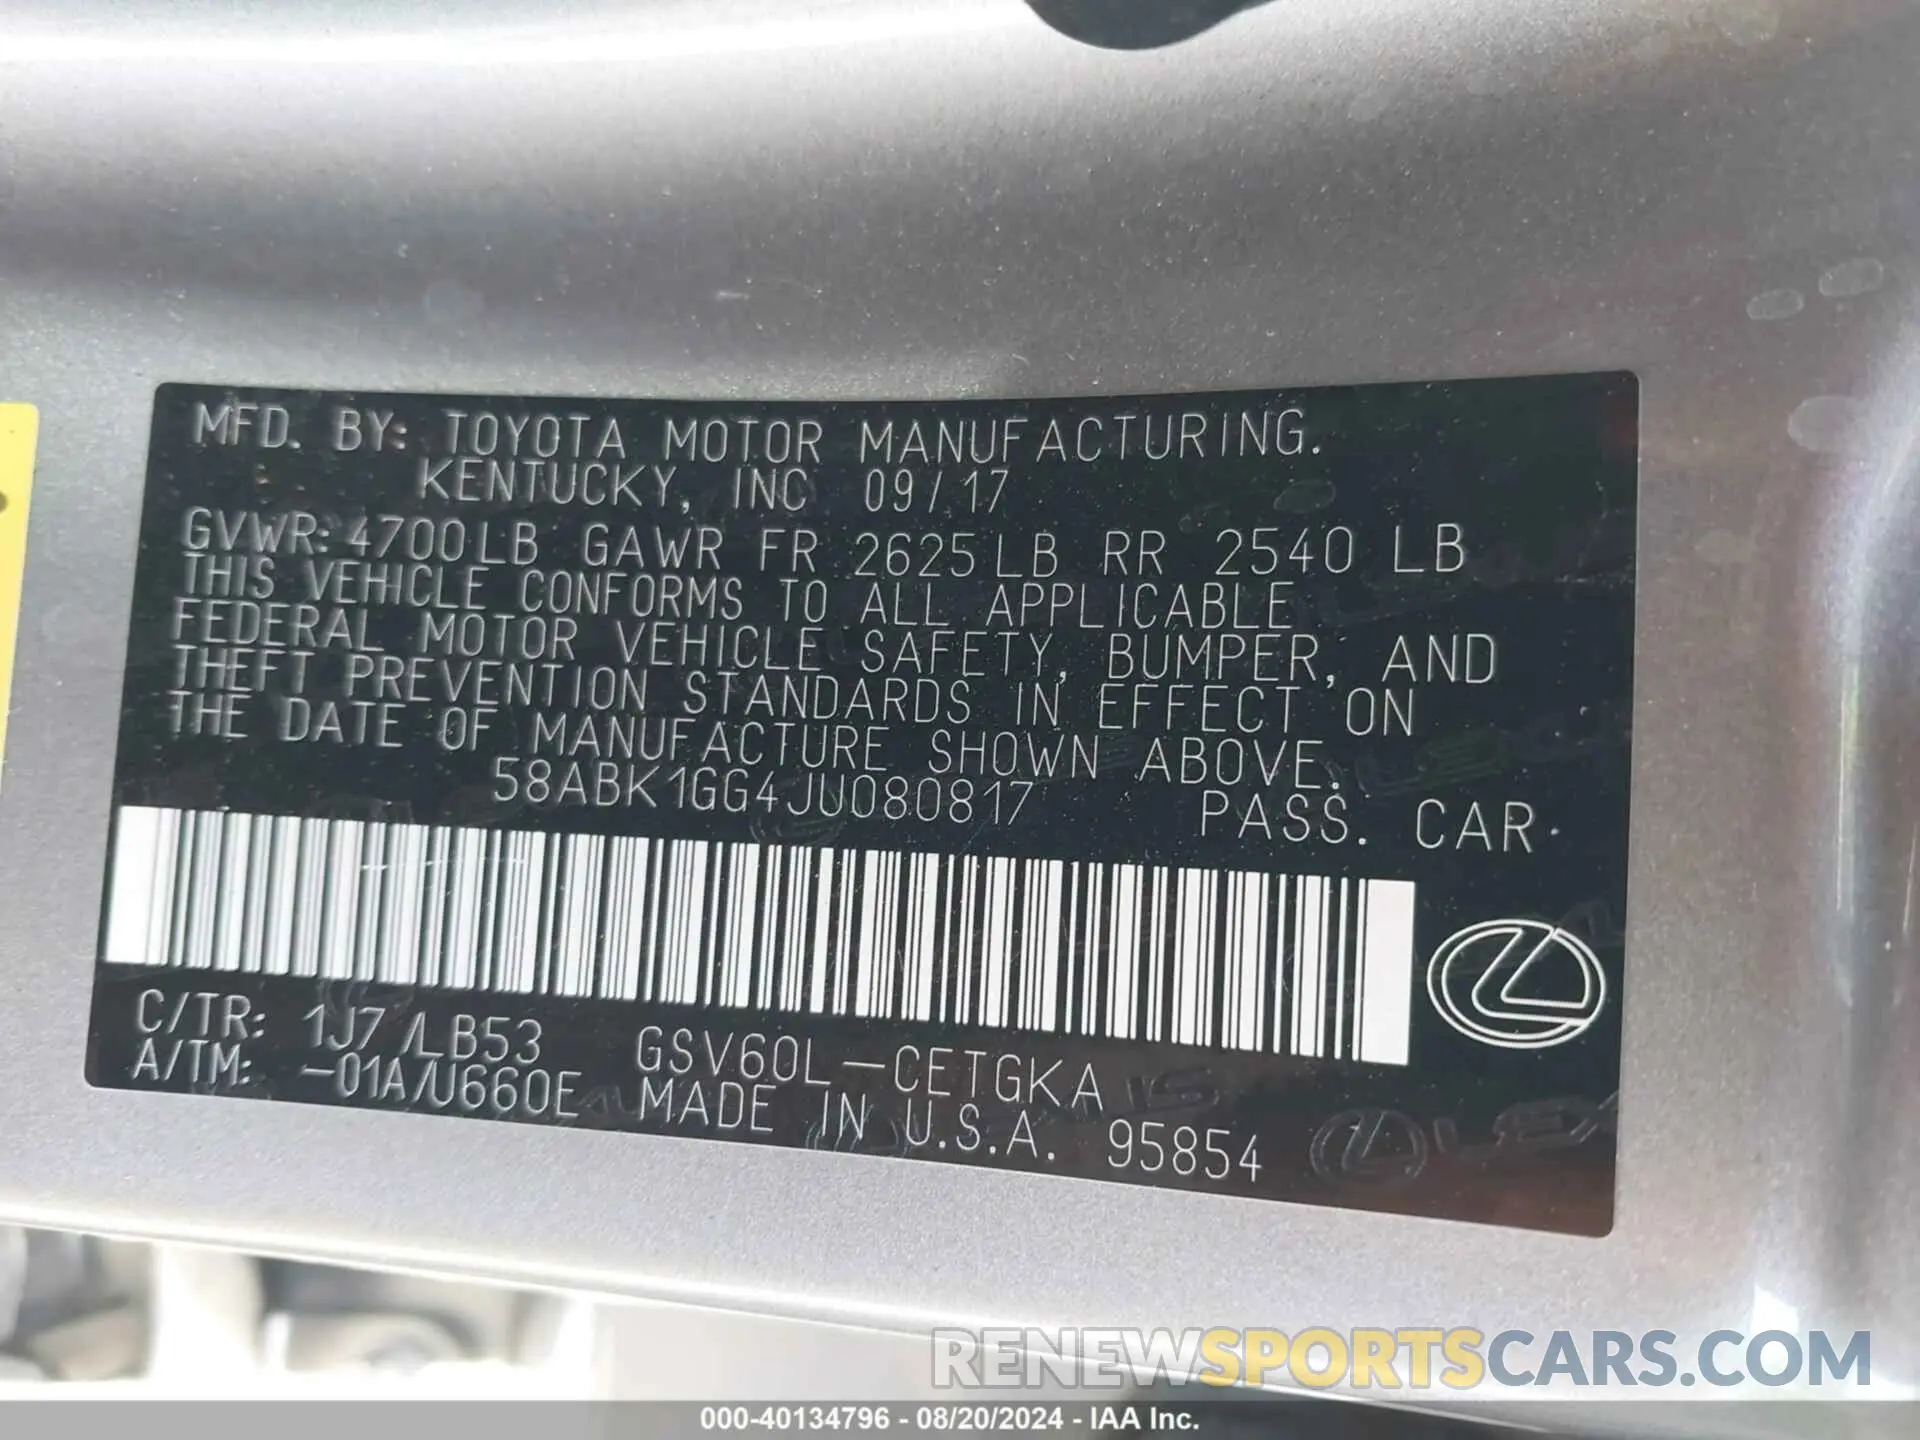 MFD. BY: TOYOTA MOTOR MANUFACTURING.
KENTUCKY, INC 09/17
GVWR: 4700LB GAWR FR 2625LB RR 2540 LB
THIS VEHICLE CONFORMS TO ALL APPLICABLE
FEDERAL MOTOR VEHICLE SAFETY, BUMPER, AND
THEFT PREVENTION STANDARDS IN EFFECT ON
THE DATE OF MANUFACTURE SHOWN ABOVE.
58ABK1GG4JU080817 PASS. CAR
C/TR: 1J7/LB53 GSV60L-CETGKA
A/TM: -01A/U660E MADE IN U.S.A. 95854
RENEWSPORTSCARS.COM
000-40134796 - 08/20/2024 - IAA Inc.